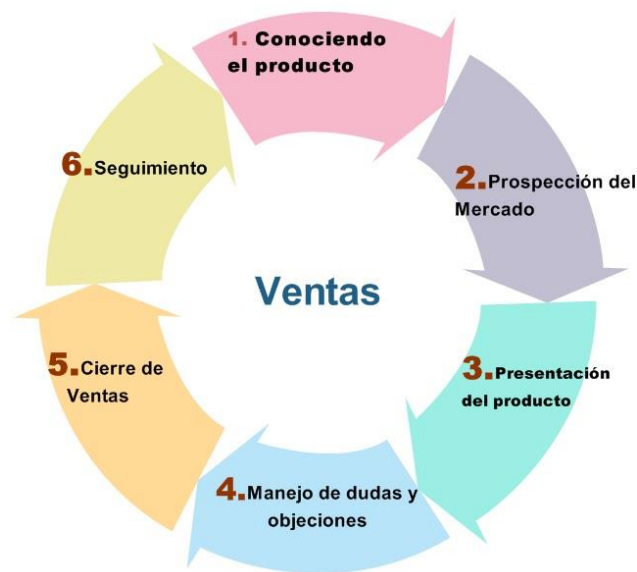 1. Conociendo
el producto
2. Prospección del
Mercado
3. Presentación
del producto
4. Manejo de dudas y
objeciones
5. Cierre de
Ventas
6. Seguimiento
Ventas